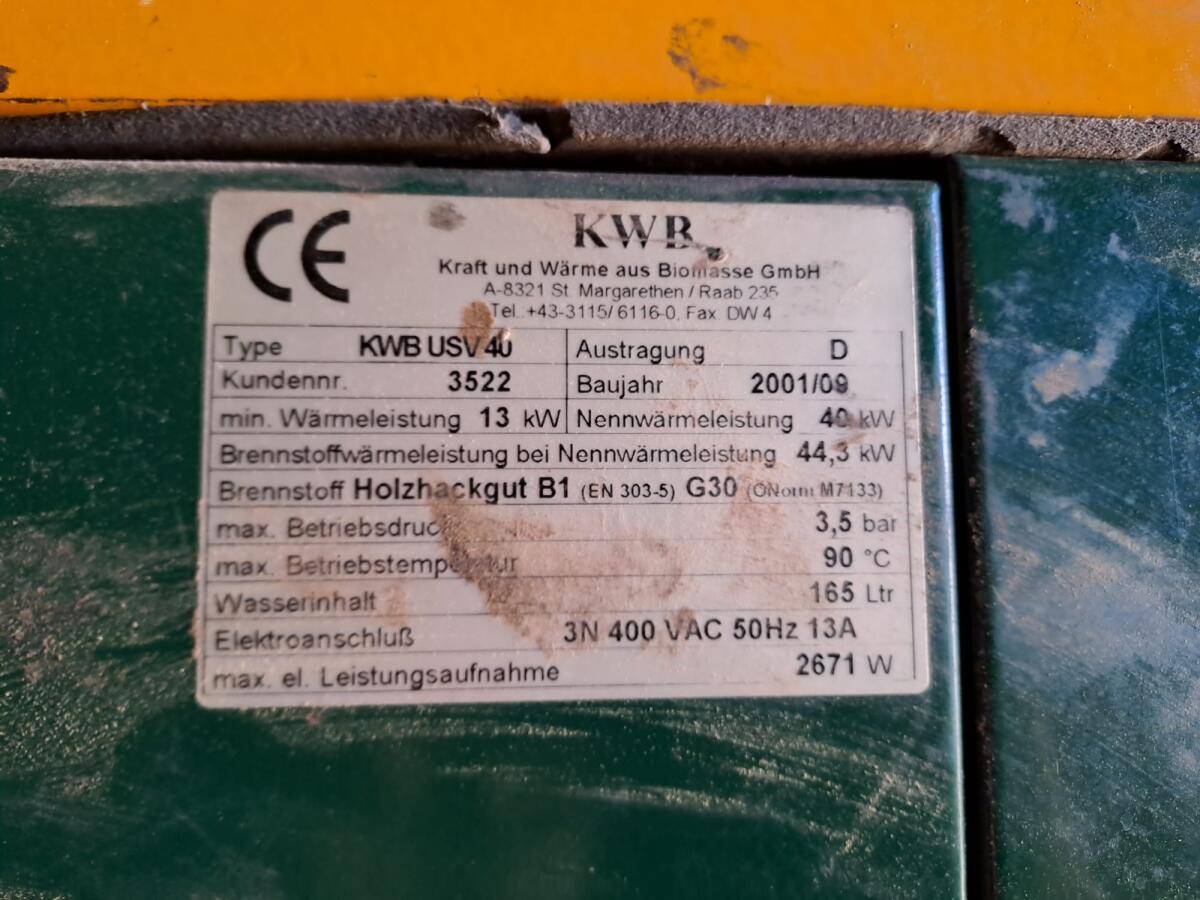 CE
KWB
Kraft und Wärme aus Biomasse GmbH
A-8321 St. Margarethen / Raab 235
Tel.: +43-3115/ 6116-0, Fax: DW 4
Type KWB USV 40 Austragung D
Kundennr. 3522 Baujahr 2001/09
min. Wärmeleistung 13 kW Nennwärmeleistung 40 kW
Brennstoffwärmeleistung bei Nennwärmeleistung 44,3 kW
Brennstoff Holzhackgut B1 (EN 303-5) G30 (ÖNorm M7133)
max. Betriebsdruck 3,5 bar
max. Betriebstemperatur 90 °C
Wasserinhalt 165 Ltr
Elektroanschluß 3N 400 VAC 50Hz 13A
max. el. Leistungsaufnahme 2671 W